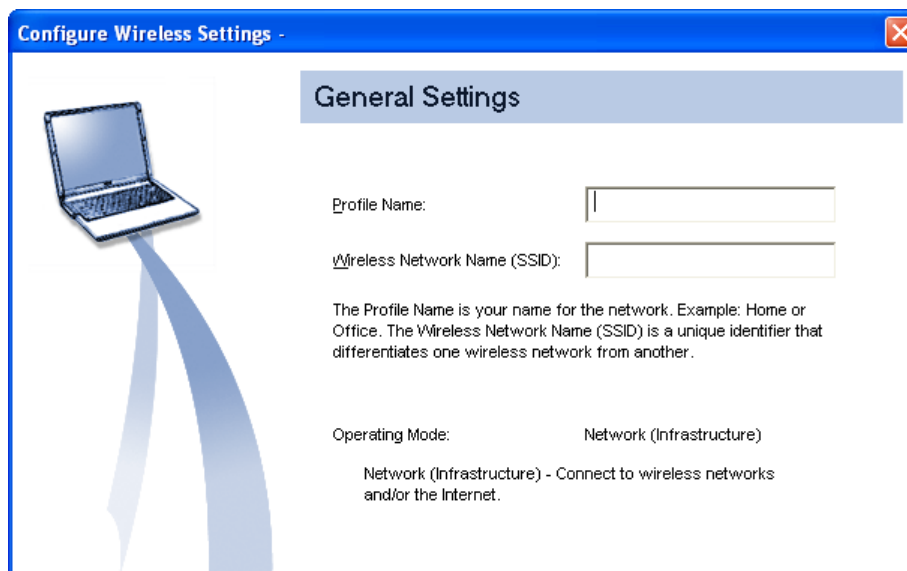 Configure Wireless Settings -
General Settings
Profile Name:
Wireless Network Name (SSID):
The Profile Name is your name for the network. Example: Home or
Office. The Wireless Network Name (SSID) is a unique identifier that
differentiates one wireless network from another.
Operating Mode: Network (Infrastructure)
Network (Infrastructure) - Connect to wireless networks
and/or the Internet.